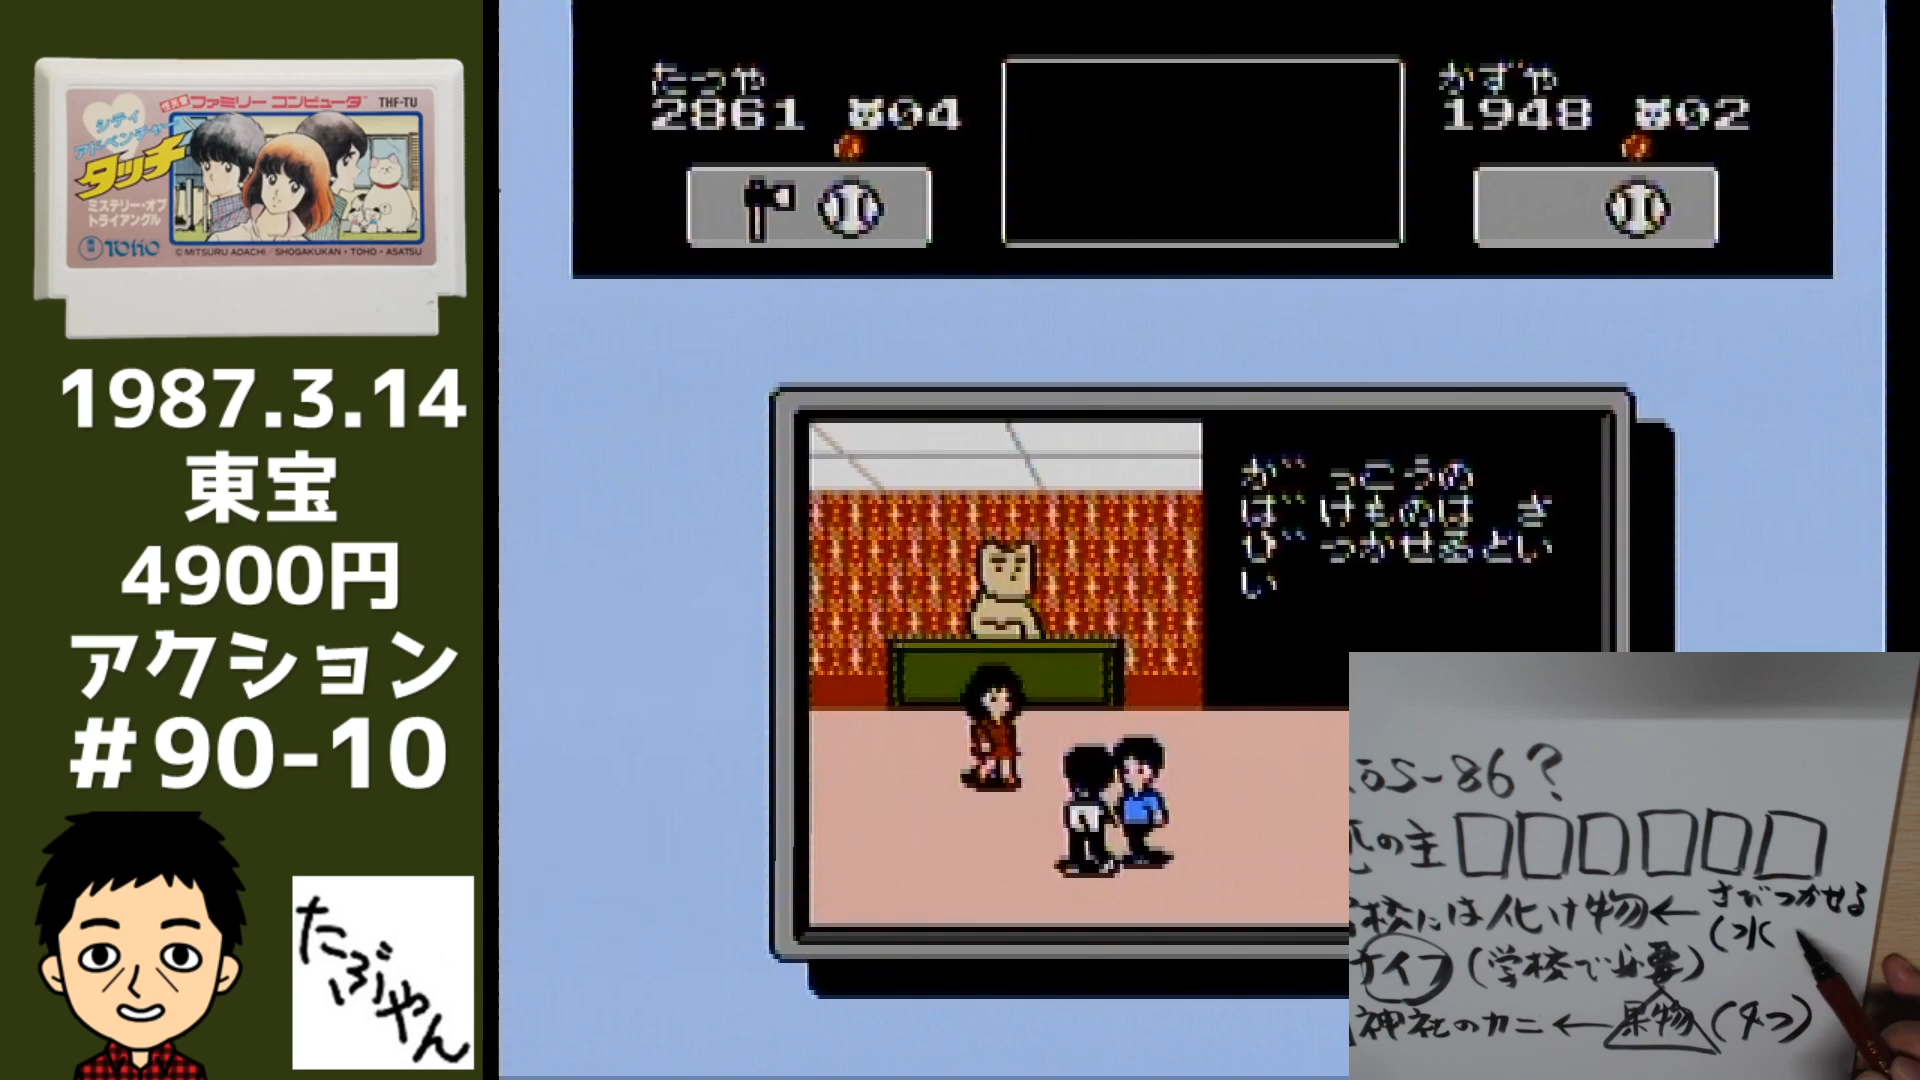 任天堂 ファミリーコンピュータ THF-TU
シティ
アドベンチャー
タッチ
ミステリー・オブ
トライアングル
TOHO
©MITSURU ADACHI/SHOGAKUKAN・TOHO・ASATSU
1987.3.14
東宝
4900円
アクション
#90-10
たぶやん
たつや
2861 04
かずや
1948 02
が っこうの
ば けものは さ
び つかせるとい
い
os-86?
の主
校には化け物←さびつかせる
(水
ナイフ (学校で必要)
神社のカニ←果物(4つ)